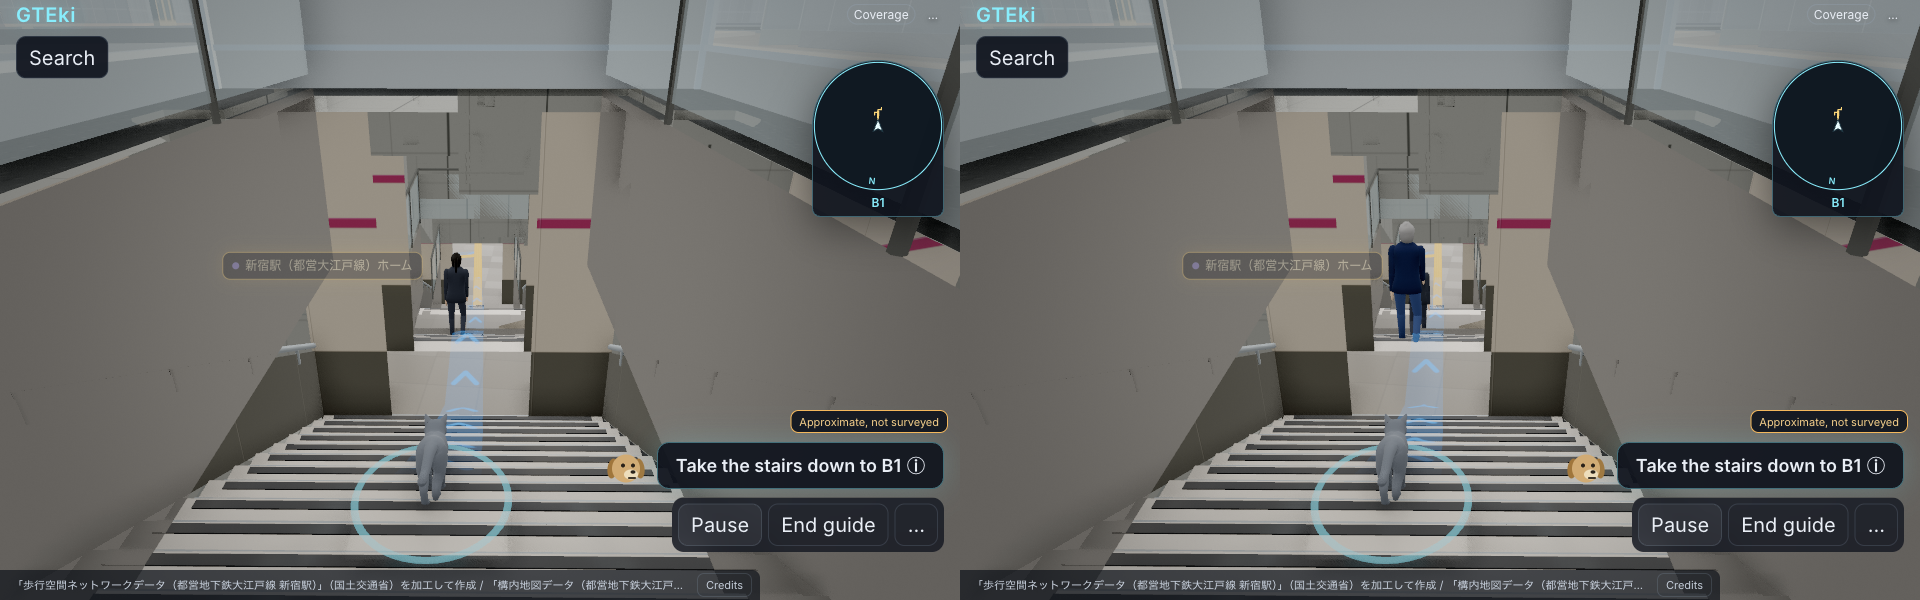 GTEki
Coverage
...
Search
N
B1
新宿駅（都営大江戸線）ホーム
Approximate, not surveyed
Take the stairs down to B1 ⓘ
Pause
End guide
...
「歩行空間ネットワークデータ（都営地下鉄大江戸線 新宿駅）」（国土交通省）を加工して作成 / 「構内地図データ（都営地下鉄大江戸...
Credits
GTEki
Coverage
...
Search
N
B1
新宿駅（都営大江戸線）ホーム
Approximate, not surveyed
Take the stairs down to B1 ⓘ
Pause
End guide
...
「歩行空間ネットワークデータ（都営地下鉄大江戸線 新宿駅）」（国土交通省）を加工して作成 / 「構内地図データ（都営地下鉄大江戸...
Credits